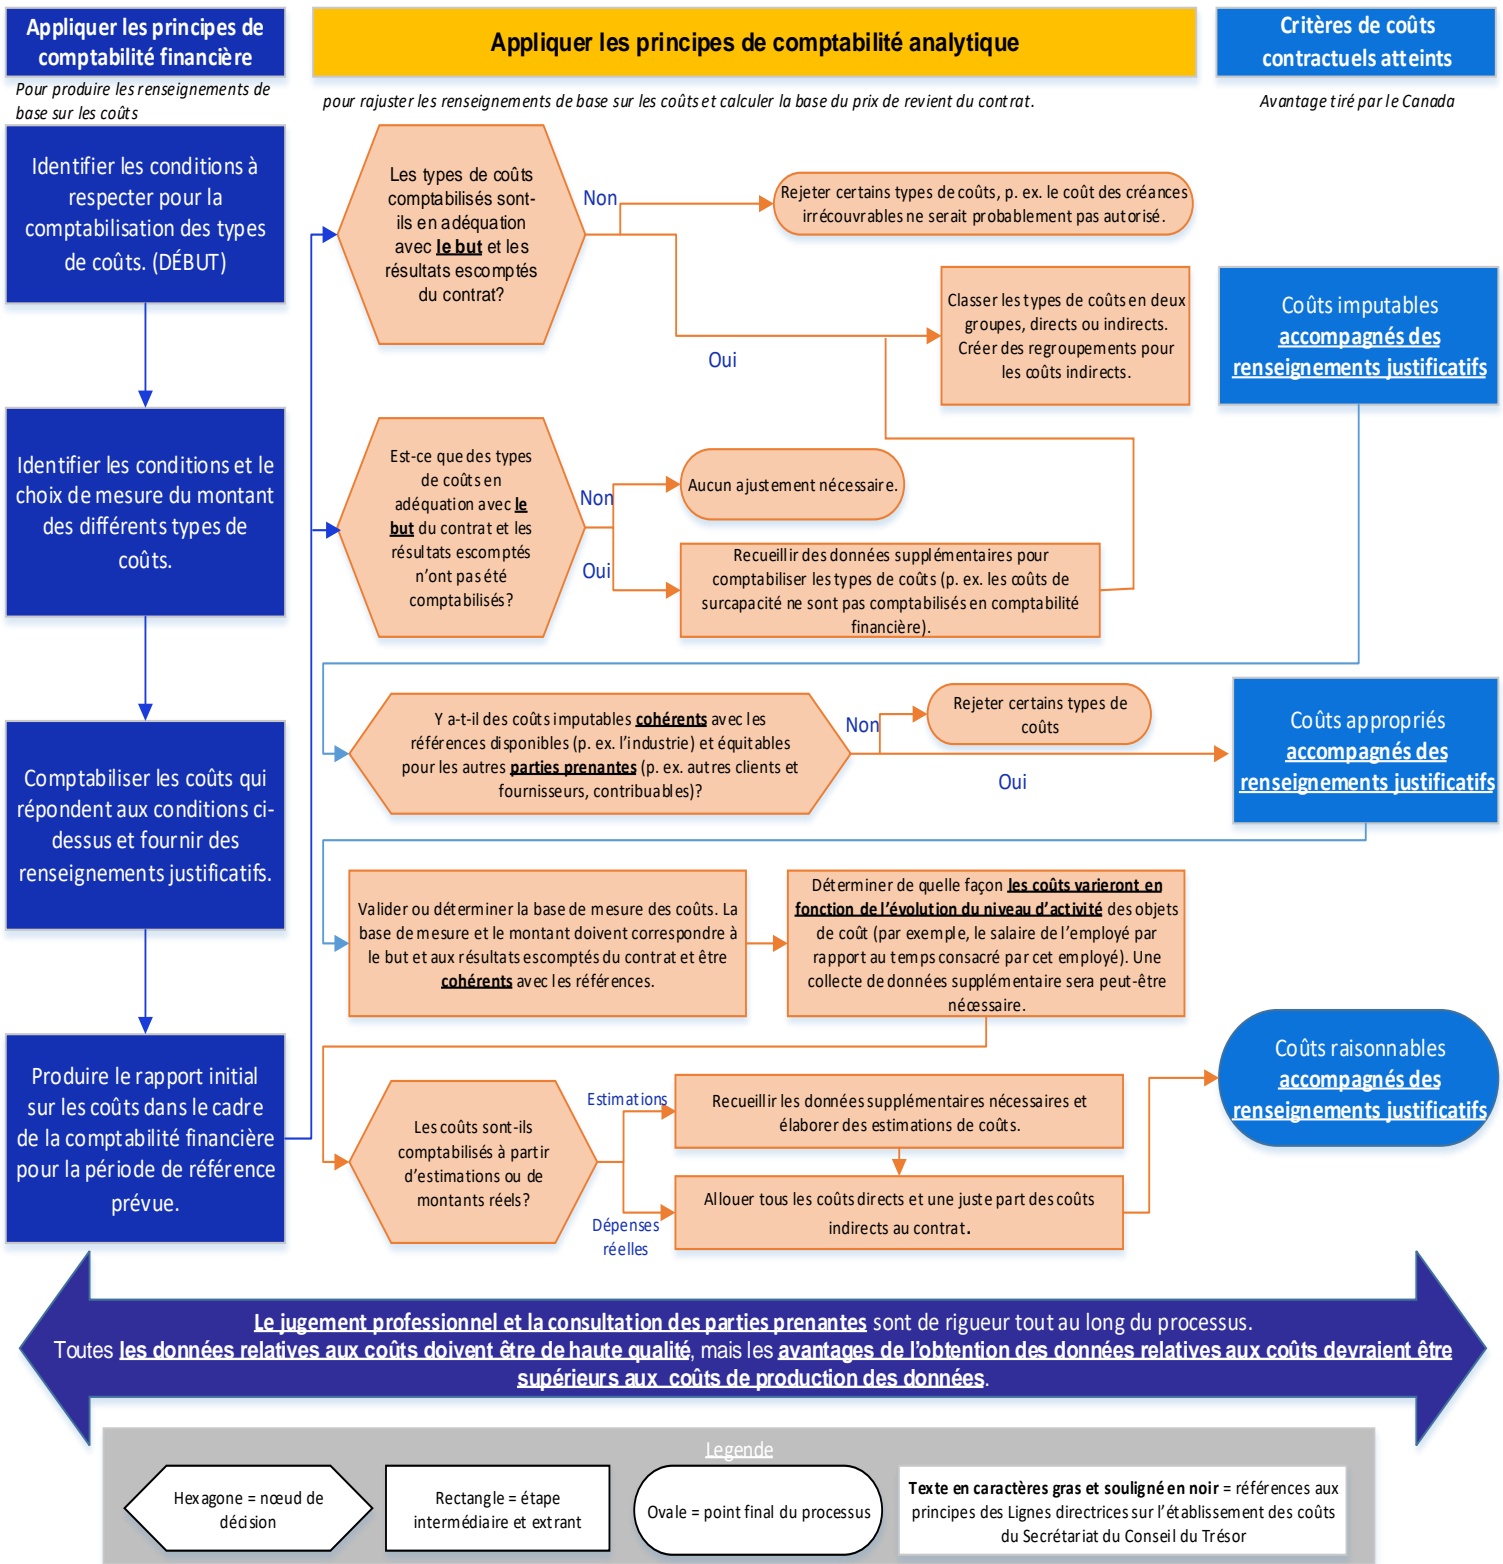 Appliquer les principes de
comptabilité financière
Pour produire les renseignements de
base sur les coûts
Identifier les conditions à
respecter pour la
comptabilisation des types
de coûts. (DÉBUT)
Identifier les conditions et le
choix de mesure du montant
des différents types de
coûts.
Comptabiliser les coûts qui
répondent aux conditions ci-
dessus et fournir des
renseignements justificatifs.
Produire le rapport initial
sur les coûts dans le cadre
de la comptabilité financière
pour la période de référence
prévue.
Appliquer les principes de comptabilité analytique
pour rajuster les renseignements de base sur les coûts et calculer la base du prix de revient du contrat.
Les types de coûts
comptabilisés sont-
ils en adéquation
avec le but et les
résultats escomptés
du contrat?
Non
Rejeter certains types de coûts, p. ex. le coût des créances
irrécouvrables ne serait probablement pas autorisé.
Oui
Classer les types de coûts en deux
groupes, directs ou indirects.
Créer des regroupements pour
les coûts indirects.
Est-ce que des types
de coûts en
adéquation avec le
but du contrat et les
résultats escomptés
n'ont pas été
comptabilisés?
Non
Aucun ajustement nécessaire.
Oui
Recueillir des données supplémentaires pour
comptabiliser les types de coûts (p. ex. les coûts de
surcapacité ne sont pas comptabilisés en comptabilité
financière).
Y a-t-il des coûts imputables cohérents avec les
références disponibles (p. ex. l'industrie) et équitables
pour les autres parties prenantes (p. ex. autres clients et
fournisseurs, contribuables)?
Non
Rejeter certains types de
coûts
Oui
Valider ou déterminer la base de mesure des coûts. La
base de mesure et le montant doivent correspondre à
le but et aux résultats escomptés du contrat et être
cohérents avec les références.
Déterminer de quelle façon les coûts varieront en
fonction de l'évolution du niveau d'activité des objets
de coût (par exemple, le salaire de l'employé par
rapport au temps consacré par cet employé). Une
collecte de données supplémentaire sera peut-être
nécessaire.
Les coûts sont-ils
comptabilisés à partir
d'estimations ou de
montants réels?
Estimations
Recueillir les données supplémentaires nécessaires et
élaborer des estimations de coûts.
Dépenses
réelles
Allouer tous les coûts directs et une juste part des coûts
indirects au contrat.
Critères de coûts
contractuels atteints
Avantage tiré par le Canada
Coûts imputables
accompagnés des
renseignements justificatifs
Coûts appropriés
accompagnés des
renseignements justificatifs
Coûts raisonnables
accompagnés des
renseignements justificatifs
Le jugement professionnel et la consultation des parties prenantes sont de rigueur tout au long du processus.
Toutes les données relatives aux coûts doivent être de haute qualité, mais les avantages de l'obtention des données relatives aux coûts devraient être
supérieurs aux coûts de production des données.
Legende
Hexagone = nœud de
décision
Rectangle = étape
intermédiaire et extrant
Ovale = point final du processus
Texte en caractères gras et souligné en noir = références aux
principes des Lignes directrices sur l'établissement des coûts
du Secrétariat du Conseil du Trésor